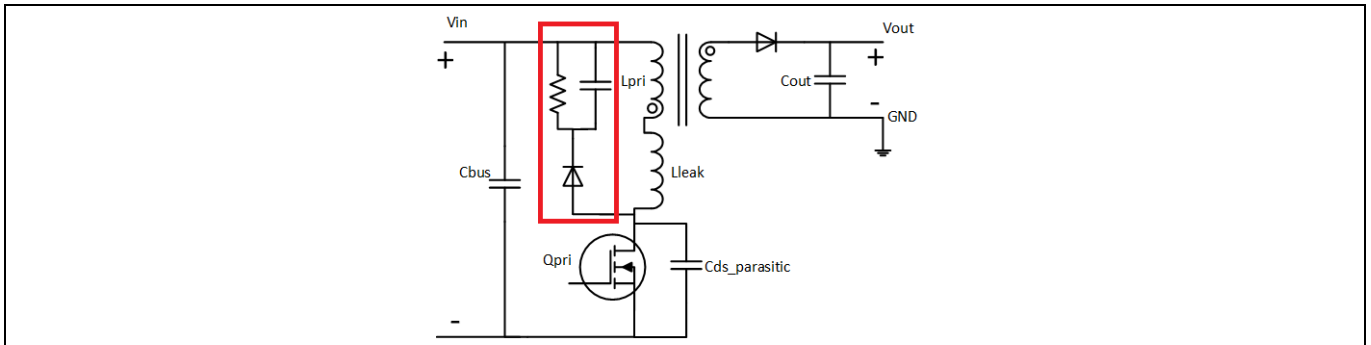 Vin
Vout
+
+
Lpri
Cout
-
GND
Cbus
Lleak
Qpri
Cds_parasitic
-